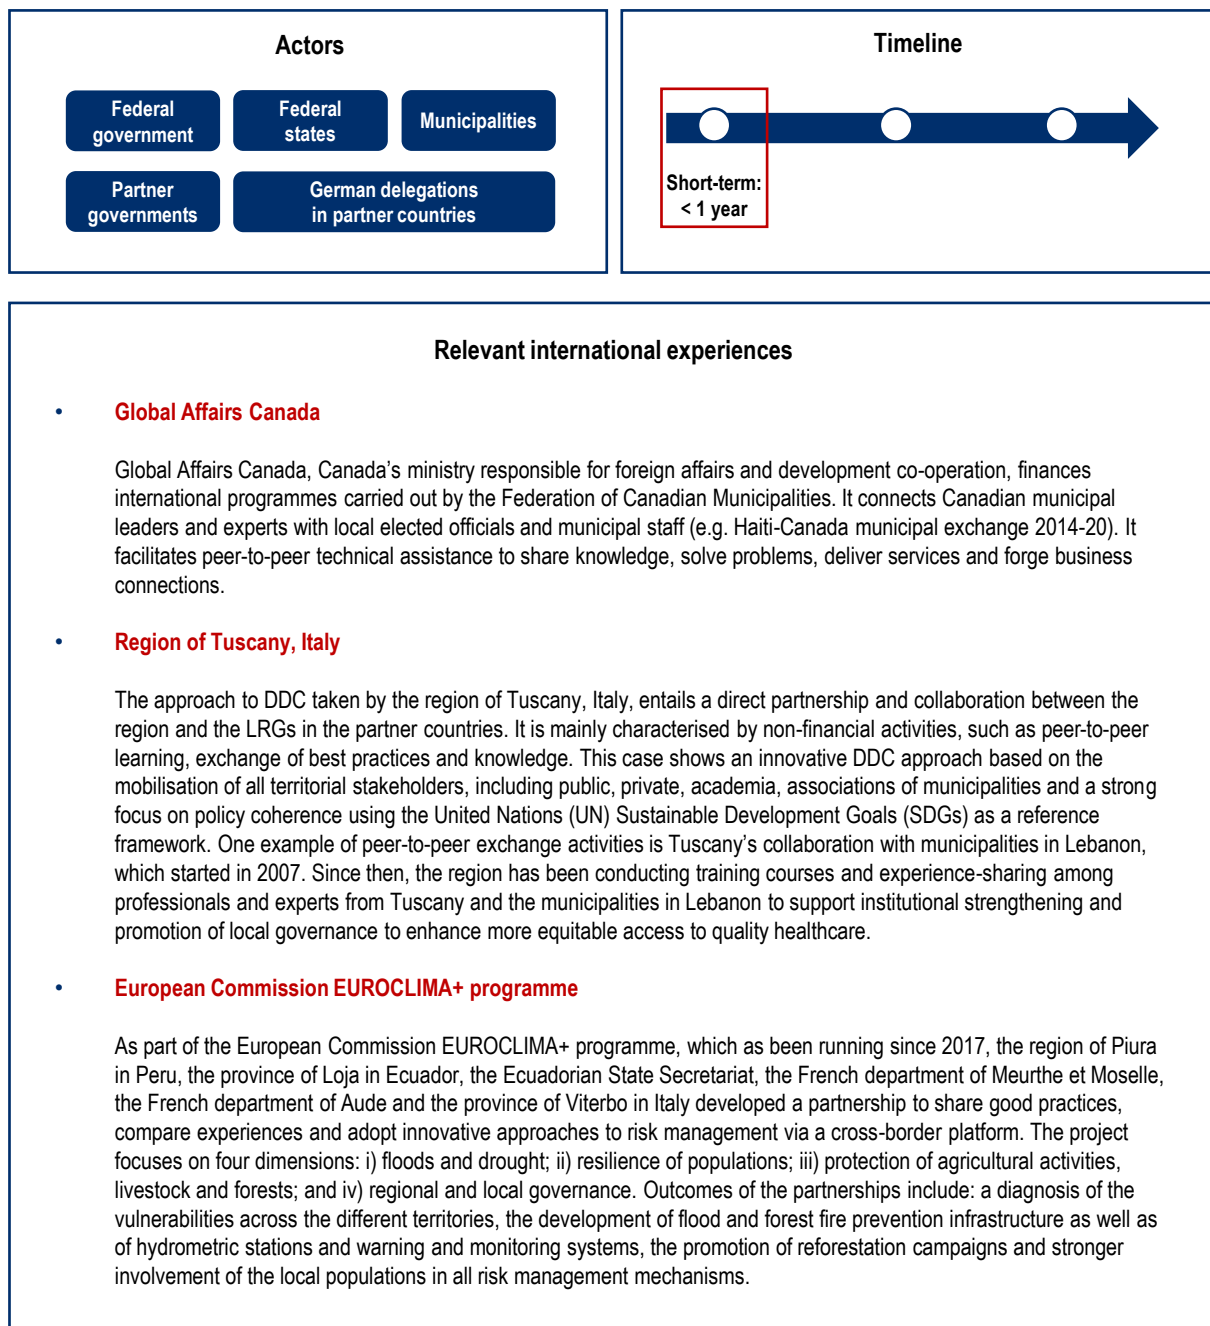 Actors
Federal
government
Federal
states
Municipalities
Partner
governments
German delegations
in partner countries
Timeline
Short-term:
< 1 year
Relevant international experiences
• Global Affairs Canada
Global Affairs Canada, Canada’s ministry responsible for foreign affairs and development co-operation, finances
international programmes carried out by the Federation of Canadian Municipalities. It connects Canadian municipal
leaders and experts with local elected officials and municipal staff (e.g. Haiti-Canada municipal exchange 2014-20). It
facilitates peer-to-peer technical assistance to share knowledge, solve problems, deliver services and forge business
connections.
• Region of Tuscany, Italy
The approach to DDC taken by the region of Tuscany, Italy, entails a direct partnership and collaboration between the
region and the LRGs in the partner countries. It is mainly characterised by non-financial activities, such as peer-to-peer
learning, exchange of best practices and knowledge. This case shows an innovative DDC approach based on the
mobilisation of all territorial stakeholders, including public, private, academia, associations of municipalities and a strong
focus on policy coherence using the United Nations (UN) Sustainable Development Goals (SDGs) as a reference
framework. One example of peer-to-peer exchange activities is Tuscany’s collaboration with municipalities in Lebanon,
which started in 2007. Since then, the region has been conducting training courses and experience-sharing among
professionals and experts from Tuscany and the municipalities in Lebanon to support institutional strengthening and
promotion of local governance to enhance more equitable access to quality healthcare.
• European Commission EUROCLIMA+ programme
As part of the European Commission EUROCLIMA+ programme, which as been running since 2017, the region of Piura
in Peru, the province of Loja in Ecuador, the Ecuadorian State Secretariat, the French department of Meurthe et Moselle,
the French department of Aude and the province of Viterbo in Italy developed a partnership to share good practices,
compare experiences and adopt innovative approaches to risk management via a cross-border platform. The project
focuses on four dimensions: i) floods and drought; ii) resilience of populations; iii) protection of agricultural activities,
livestock and forests; and iv) regional and local governance. Outcomes of the partnerships include: a diagnosis of the
vulnerabilities across the different territories, the development of flood and forest fire prevention infrastructure as well as
of hydrometric stations and warning and monitoring systems, the promotion of reforestation campaigns and stronger
involvement of the local populations in all risk management mechanisms.